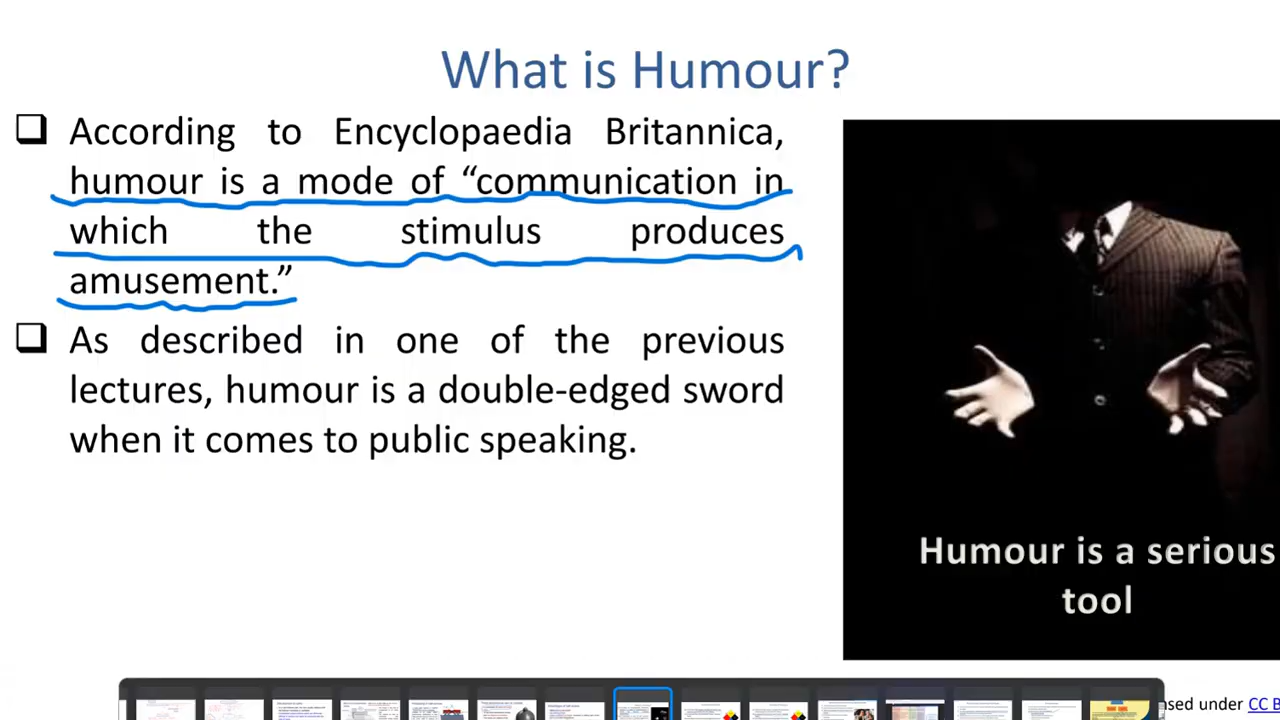 What is Humour?
According to Encyclopaedia Britannica,
humour is a mode of “communication in
which the stimulus produces
amusement.”
As described in one of the previous
lectures, humour is a double-edged sword
when it comes to public speaking.
Humour is a serious
tool
under CC B